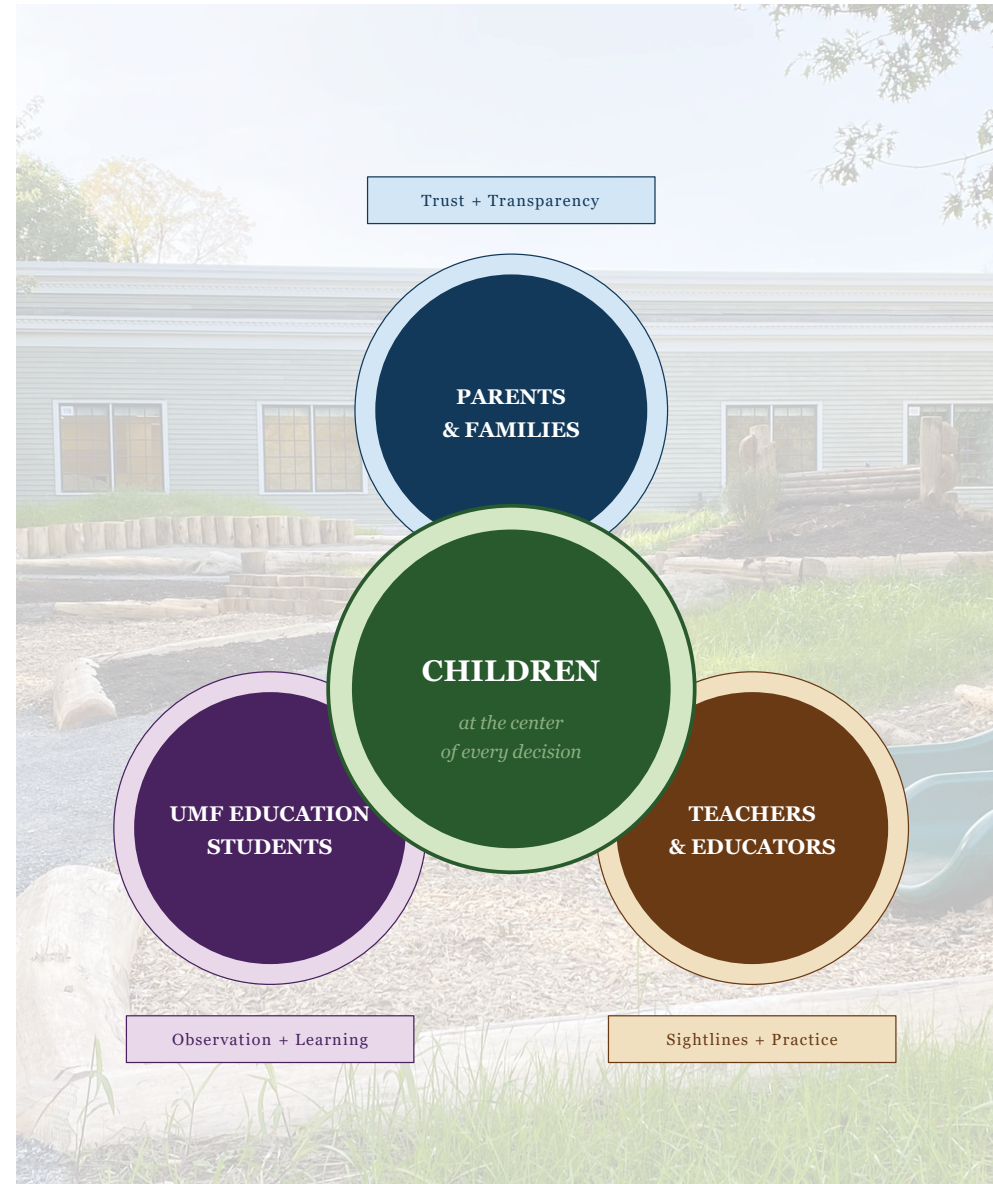 Trust + Transparency
PARENTS
& FAMILIES
CHILDREN
at the center
of every decision
UMF EDUCATION
STUDENTS
TEACHERS
& EDUCATORS
Observation + Learning
Sightlines + Practice